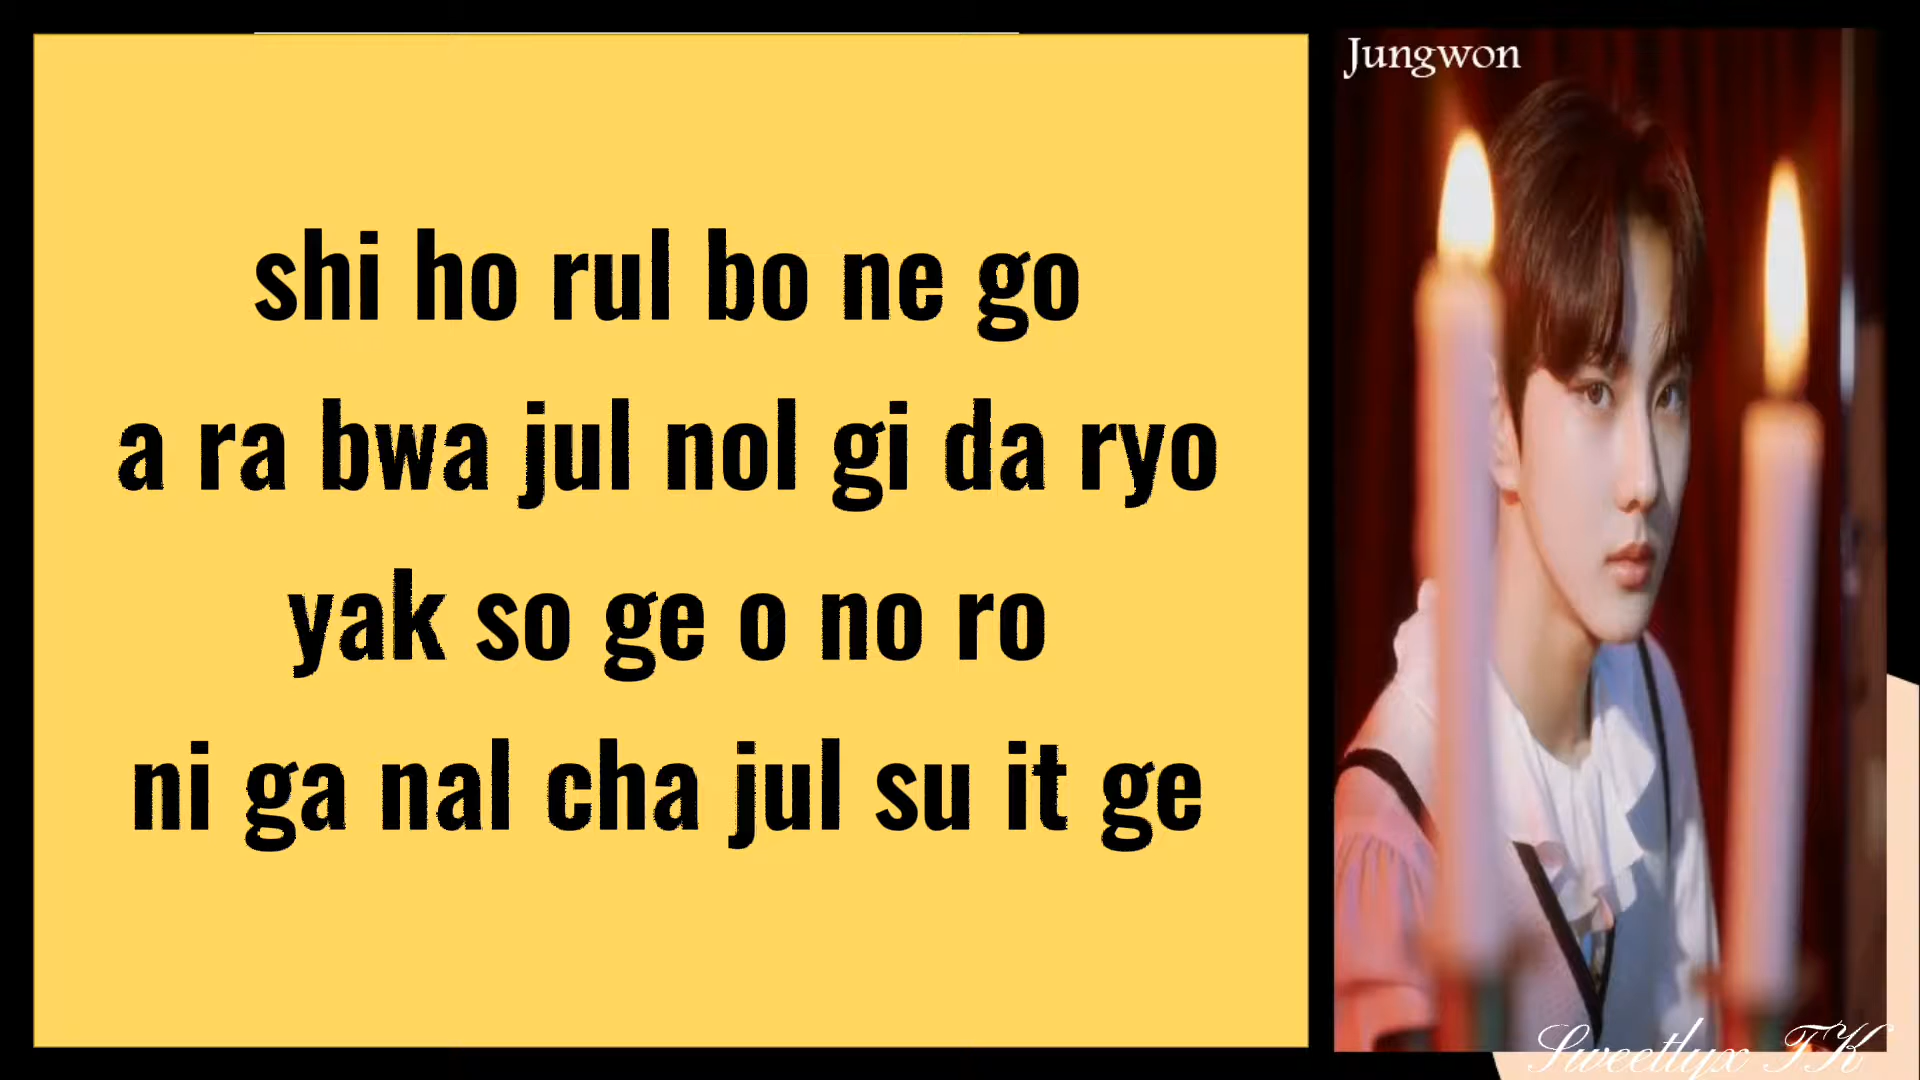 Jungwon
shi ho rul bo ne go
a ra bwa jul nol gi da ryo
yak so ge o no ro
ni ga nal cha jul su it ge
Sweetlyx TK